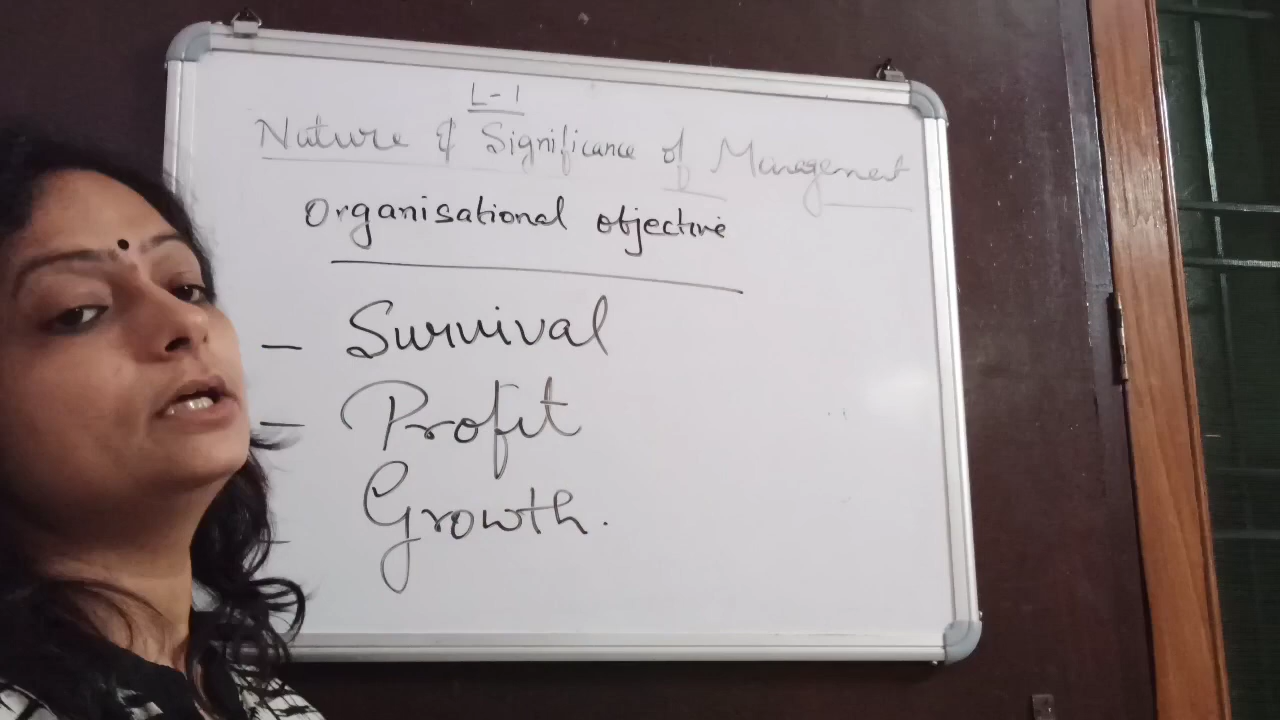 L-1
Nature & Significance of Management
Organisational objective
- Survival
- Profit
- Growth.